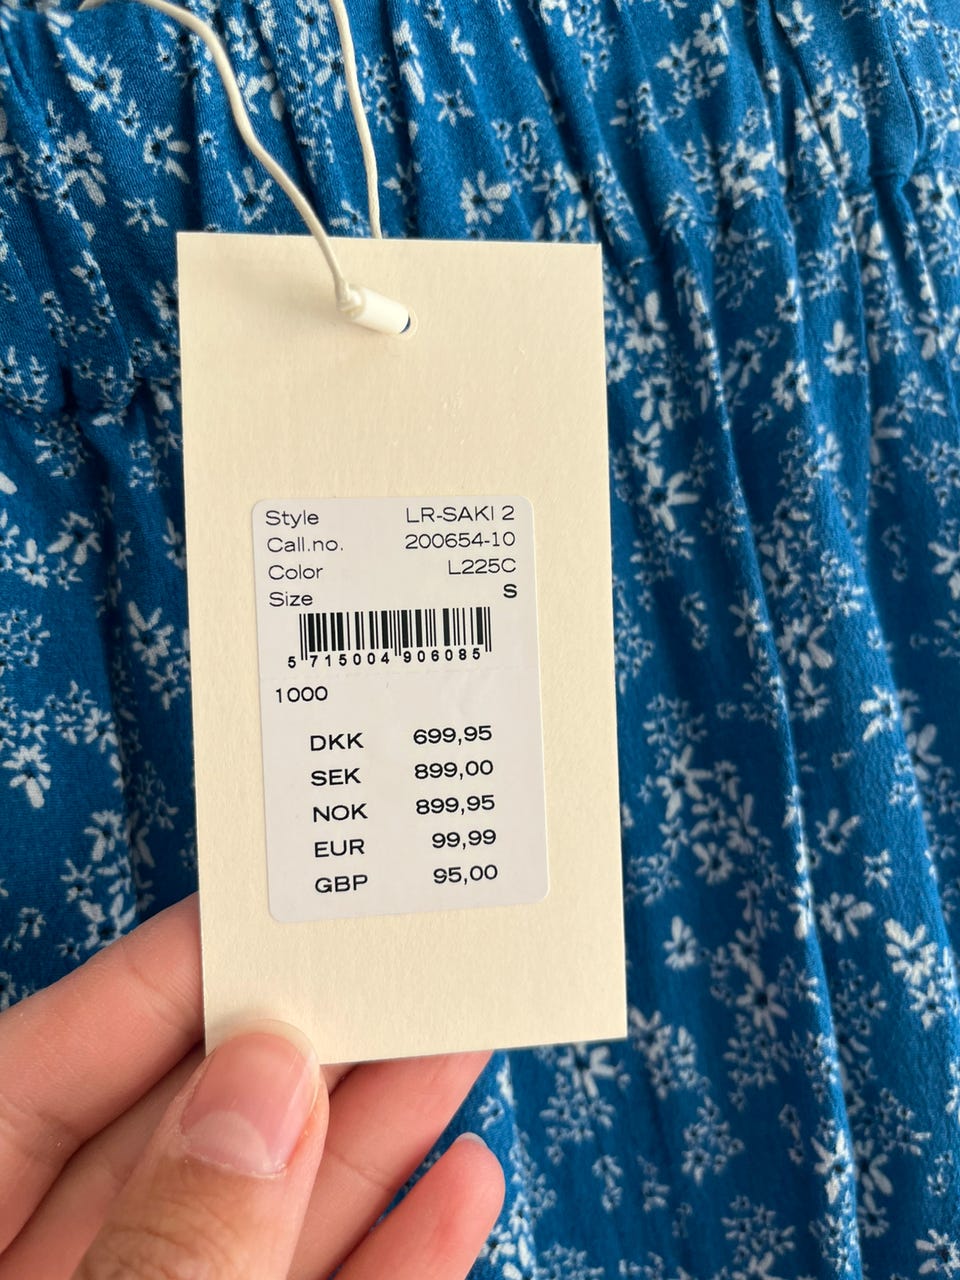 Style LR-SAKI 2
Call.no. 200654-10
Color L225C
Size S
5 715004 906085
1000
DKK 699,95
SEK 899,00
NOK 899,95
EUR 99,99
GBP 95,00